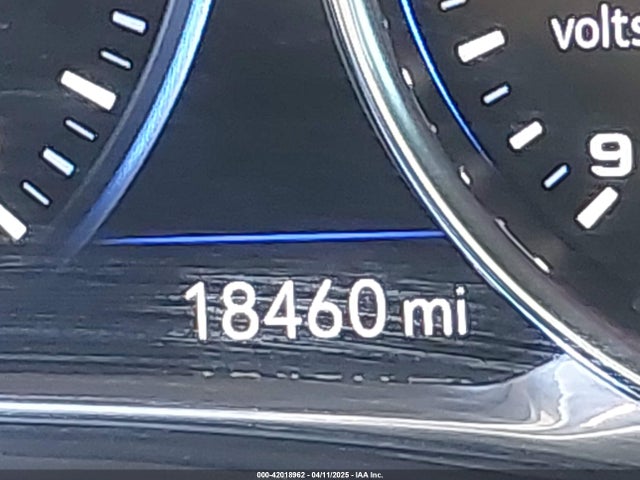 volts
9
18460 mi
000-42018962 - 04/11/2025 - IAA Inc.